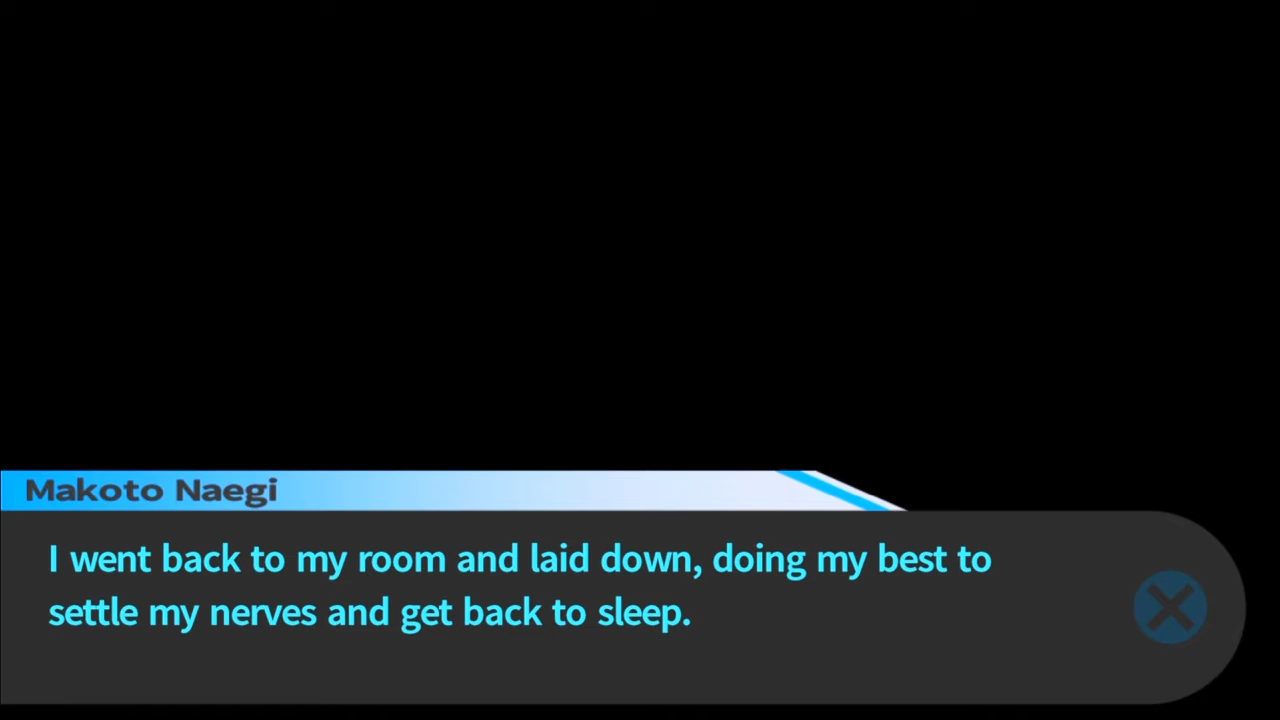 Makoto Naegi
I went back to my room and laid down, doing my best to
settle my nerves and get back to sleep.